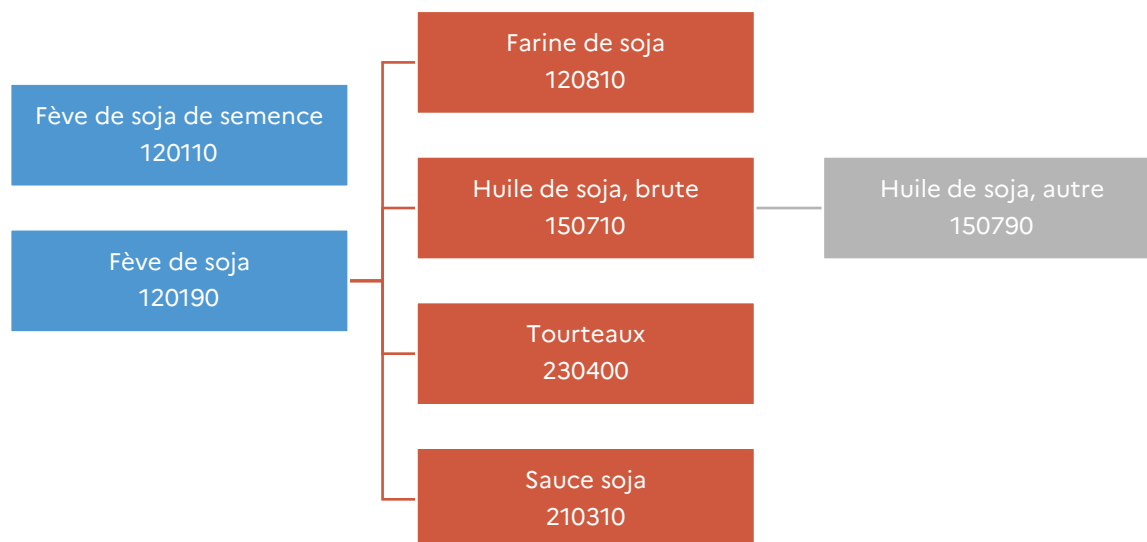 Fève de soja de semence
120110
Fève de soja
120190
Farine de soja
120810
Huile de soja, brute
150710
Tourteaux
230400
Sauce soja
210310
Huile de soja, autre
150790